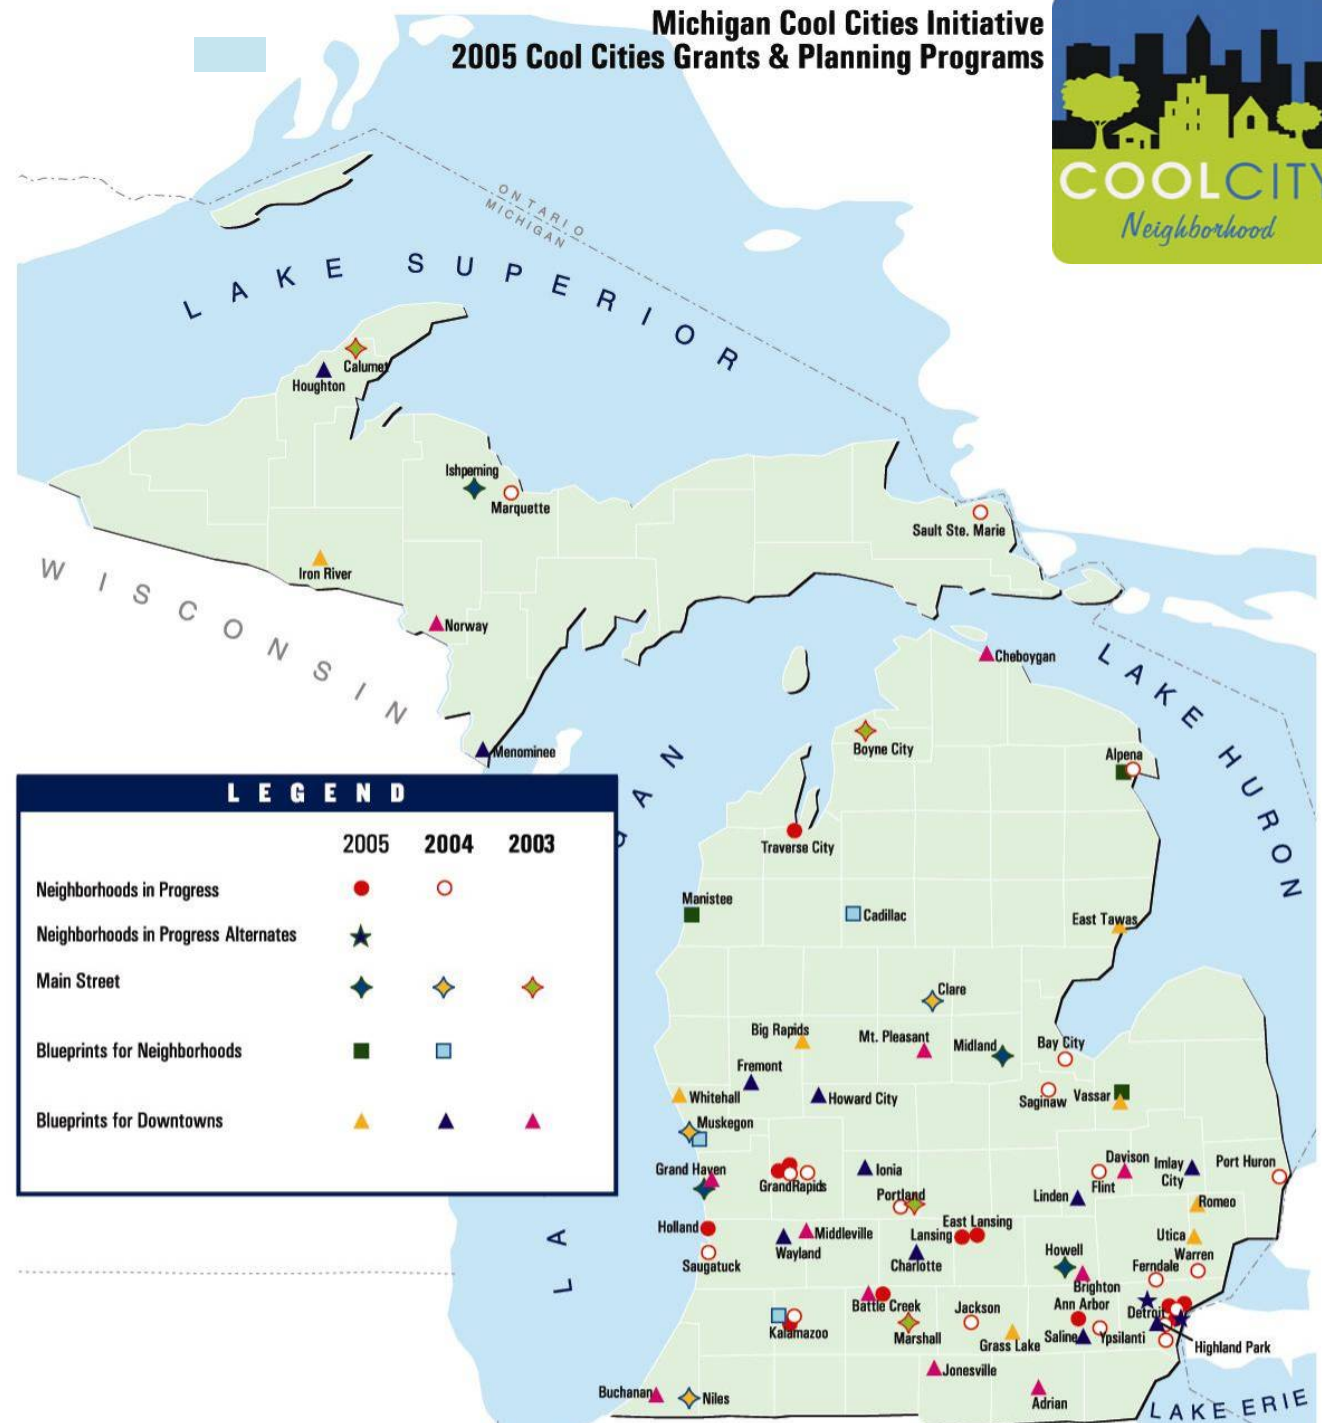 Michigan Cool Cities Initiative
2005 Cool Cities Grants & Planning Programs
COOLCITY
Neighborhood
ONTARIO
MICHIGAN
LAKE SUPERIOR
Calumet
Houghton
Ishpeming
Marquette
Sault Ste. Marie
Iron River
WISCONSIN
Norway
Cheboygan
LAKE HURON
Menominee
Boyne City
Alpena
GAN
Traverse City
LEGEND
2005 2004 2003
Neighborhoods in Progress
Neighborhoods in Progress Alternates
Main Street
Blueprints for Neighborhoods
Blueprints for Downtowns
Manistee
Cadillac
East Tawas
Clare
Big Rapids
Mt. Pleasant
Midland
Bay City
Fremont
Whitehall
Howard City
Saginaw
Vassar
Muskegon
Grand Haven
GrandRapids
Ionia
Portland
Davison
Flint
Imlay
City
Port Huron
Linden
Romeo
Holland
Saugatuck
Wayland
Middleville
Lansing
East Lansing
Charlotte
Howell
Brighton
Utica
Warren
Ferndale
LA
Battle Creek
Kalamazoo
Marshall
Jackson
Grass Lake
Ann Arbor
Saline
Ypsilanti
Detroit
Highland Park
Jonesville
Buchanan
Niles
Adrian
LAKE ERIE